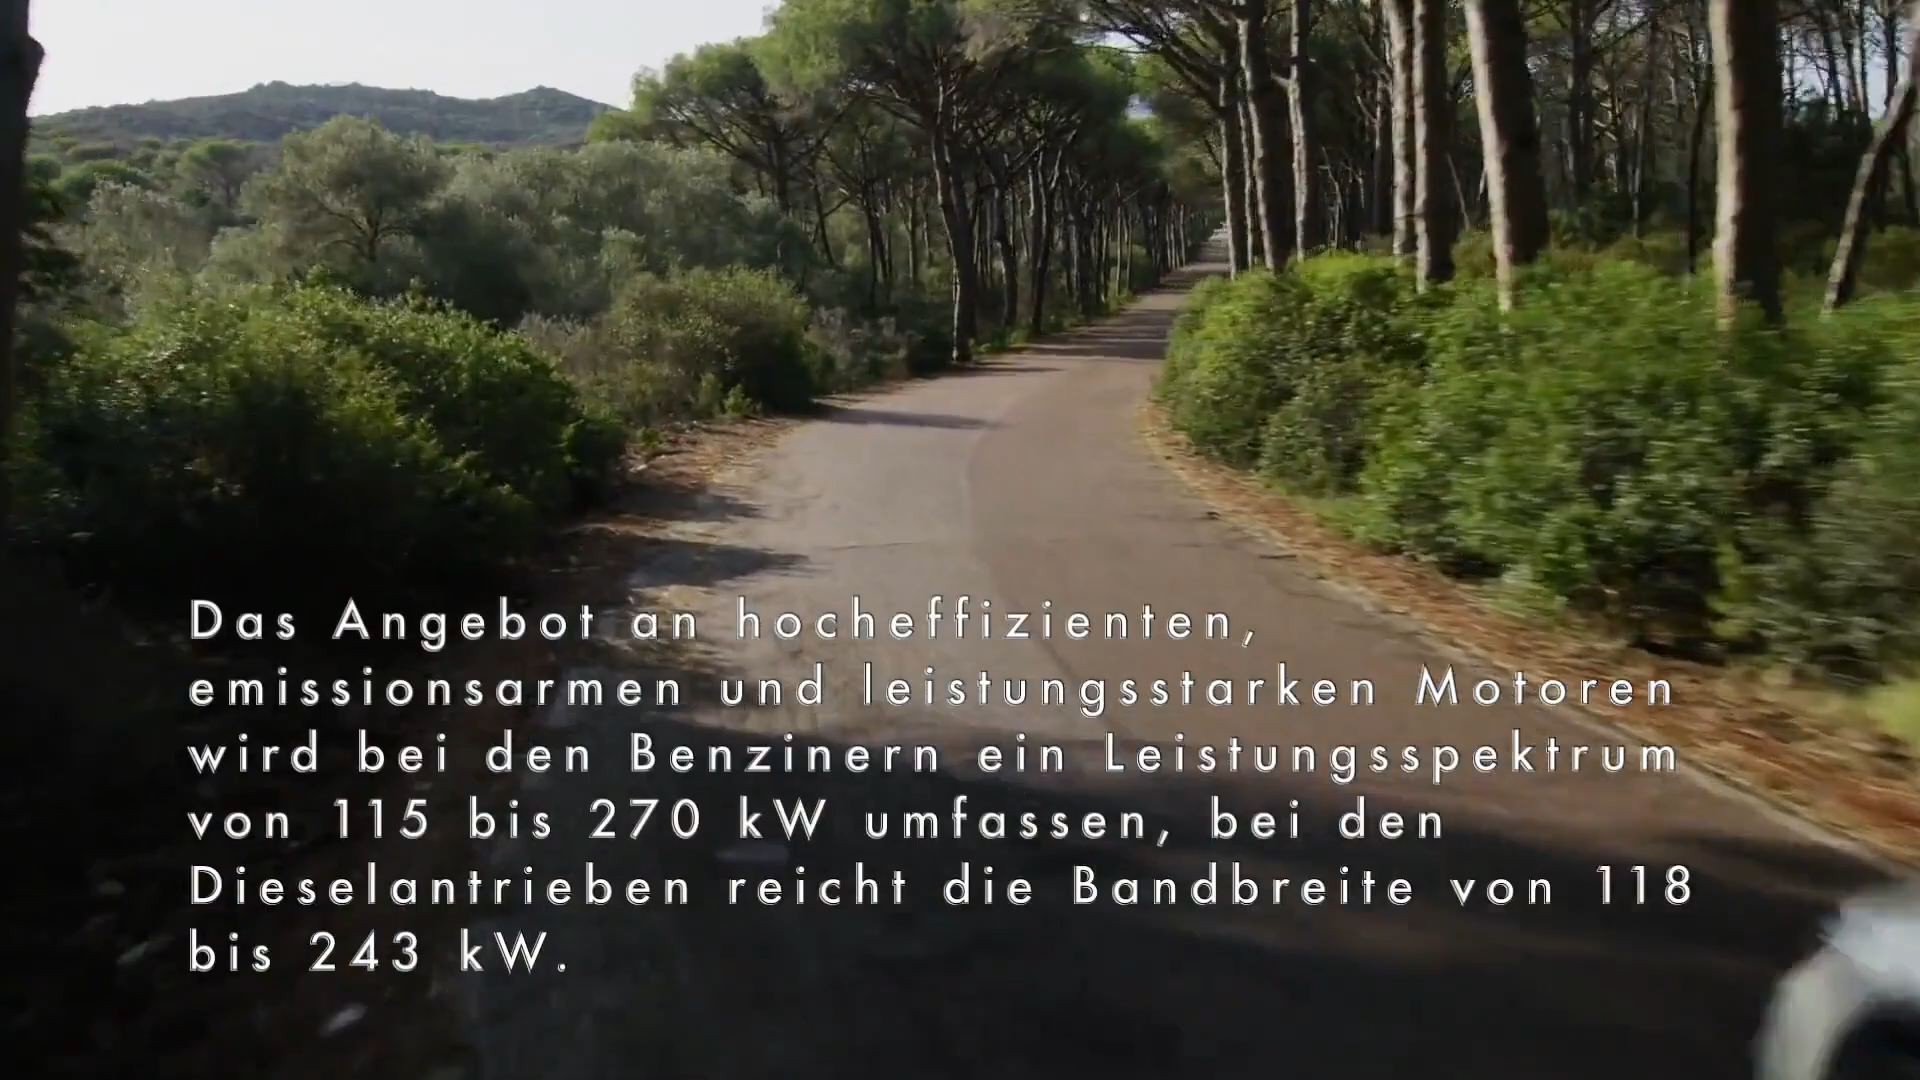 Das Angebot an hocheffizienten,
emissionsarmen und leistungsstarken Motoren
wird bei den Benzinern ein Leistungsspektrum
von 115 bis 270 kW umfassen, bei den
Dieselantrieben reicht die Bandbreite von 118
bis 243 kW.